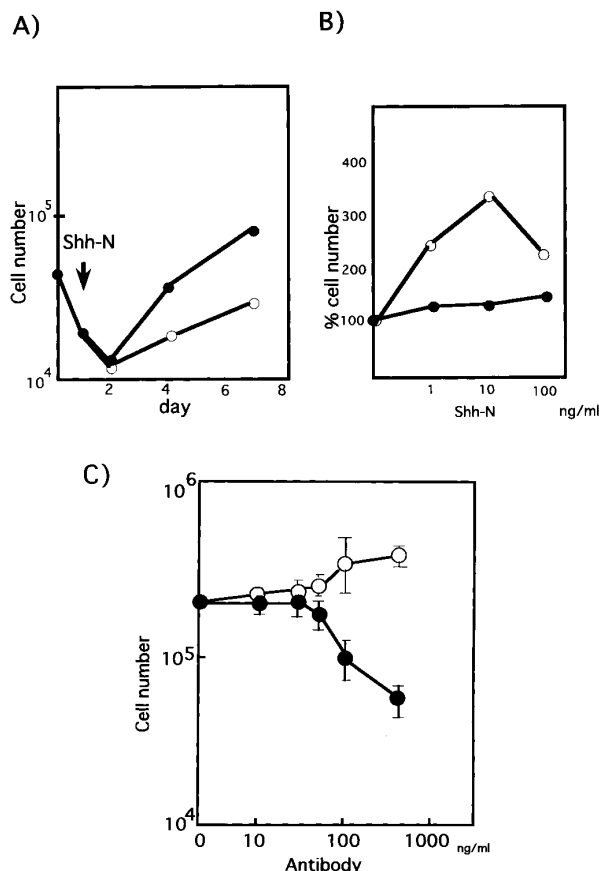 A)
Cell number
10^5
10^4
Shh-N
2 4 6 8
day
B)
% cell number
400
300
200
100
1 10 100
Shh-N ng/ml
C)
Cell number
10^6
10^5
10^4
0 10 100 1000 ng/ml
Antibody